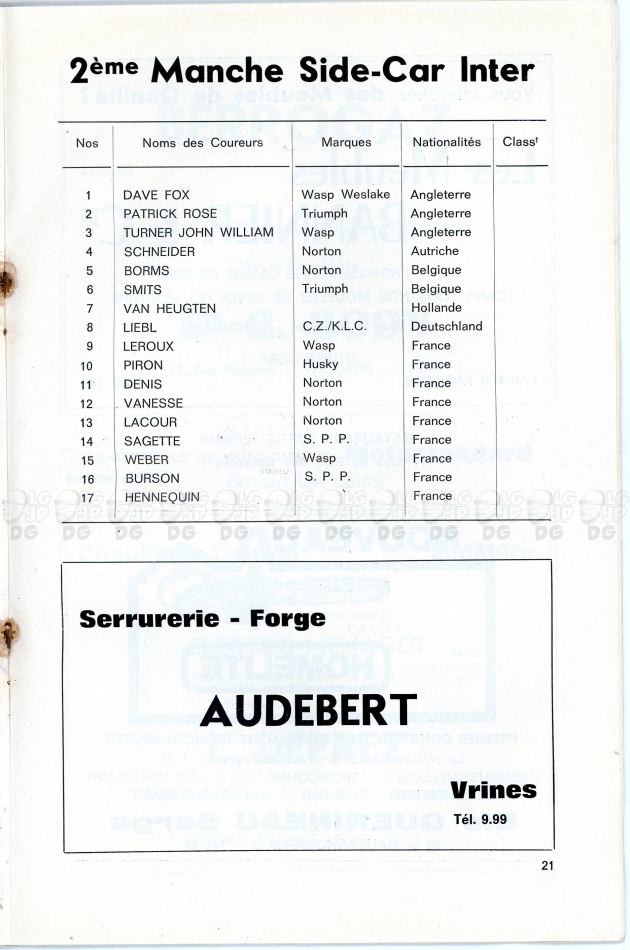 2ème Manche Side-Car Inter
Nos Noms des Coureurs Marques Nationalités Classt
1 DAVE FOX Wasp Weslake Angleterre
2 PATRICK ROSE Triumph Angleterre
3 TURNER JOHN WILLIAM Wasp Angleterre
4 SCHNEIDER Norton Autriche
5 BORMS Norton Belgique
6 SMITS Triumph Belgique
7 VAN HEUGTEN Hollande
8 LIEBL C.Z./K.L.C. Deutschland
9 LEROUX Wasp France
10 PIRON Husky France
11 DENIS Norton France
12 VANESSE Norton France
13 LACOUR Norton France
14 SAGETTE S. P. P. France
15 WEBER Wasp France
16 BURSON S. P. P. France
17 HENNEQUIN France
Serrurerie - Forge
AUDEBERT
Vrines
Tél. 9.99
21